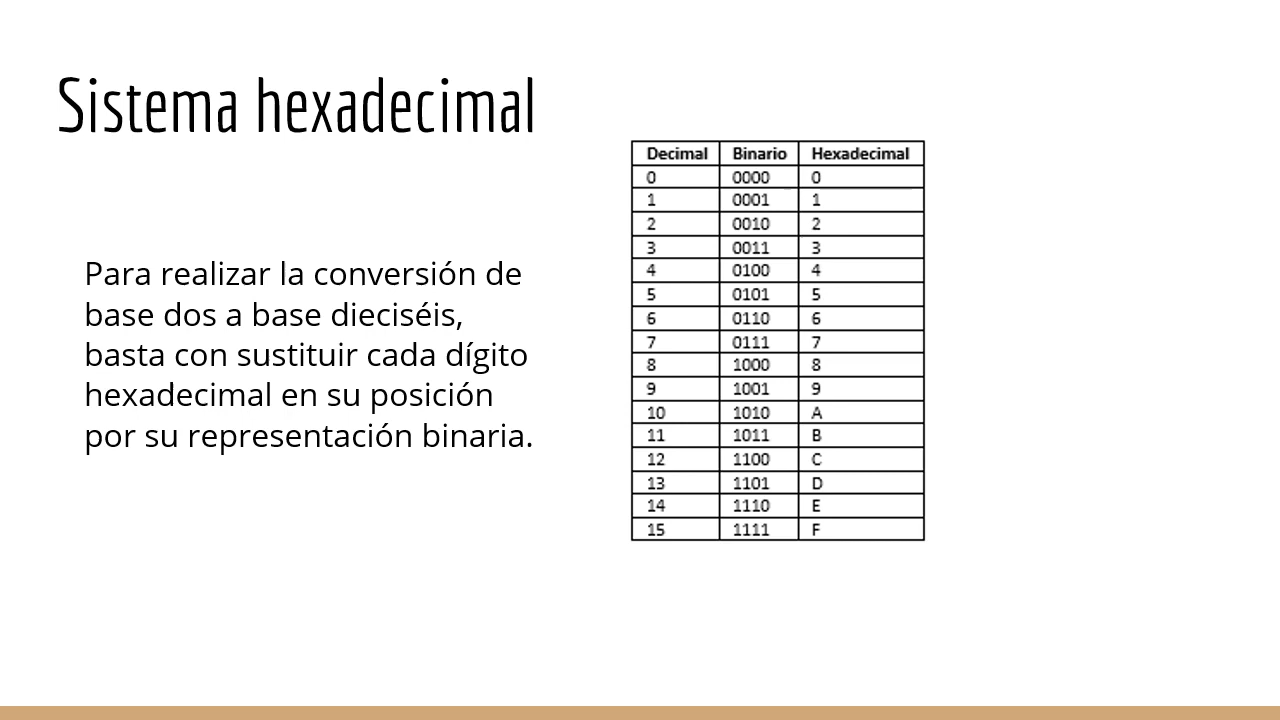 Sistema hexadecimal
Para realizar la conversión de
base dos a base dieciséis,
basta con sustituir cada dígito
hexadecimal en su posición
por su representación binaria.
Decimal Binario Hexadecimal
0 0000 0
1 0001 1
2 0010 2
3 0011 3
4 0100 4
5 0101 5
6 0110 6
7 0111 7
8 1000 8
9 1001 9
10 1010 A
11 1011 B
12 1100 C
13 1101 D
14 1110 E
15 1111 F